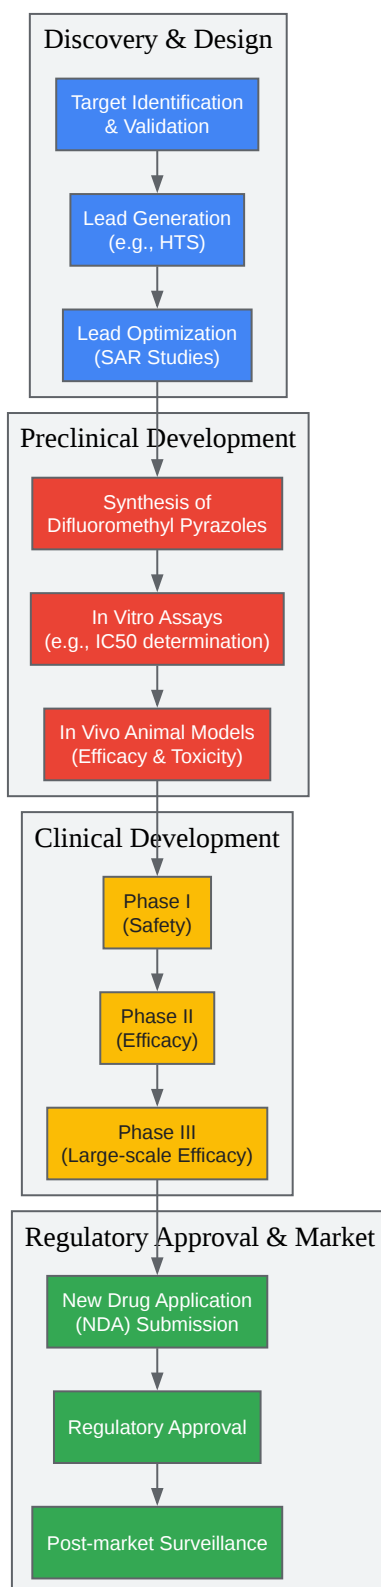 Discovery & Design
Target Identification
& Validation
Lead Generation
(e.g., HTS)
Lead Optimization
(SAR Studies)
Preclinical Development
Synthesis of
Difluoromethyl Pyrazoles
In Vitro Assays
(e.g., IC50 determination)
In Vivo Animal Models
(Efficacy & Toxicity)
Clinical Development
Phase I
(Safety)
Phase II
(Efficacy)
Phase III
(Large-scale Efficacy)
Regulatory Approval & Market
New Drug Application
(NDA) Submission
Regulatory Approval
Post-market Surveillance